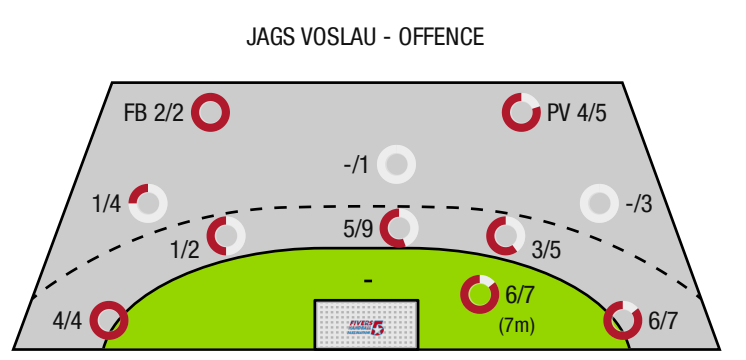 JAGS VOSLAU - OFFENCE
FB 2/2
PV 4/5
-/1
1/4
-/3
1/2
5/9
3/5
-
6/7
(7m)
4/4
6/7
FIVERS